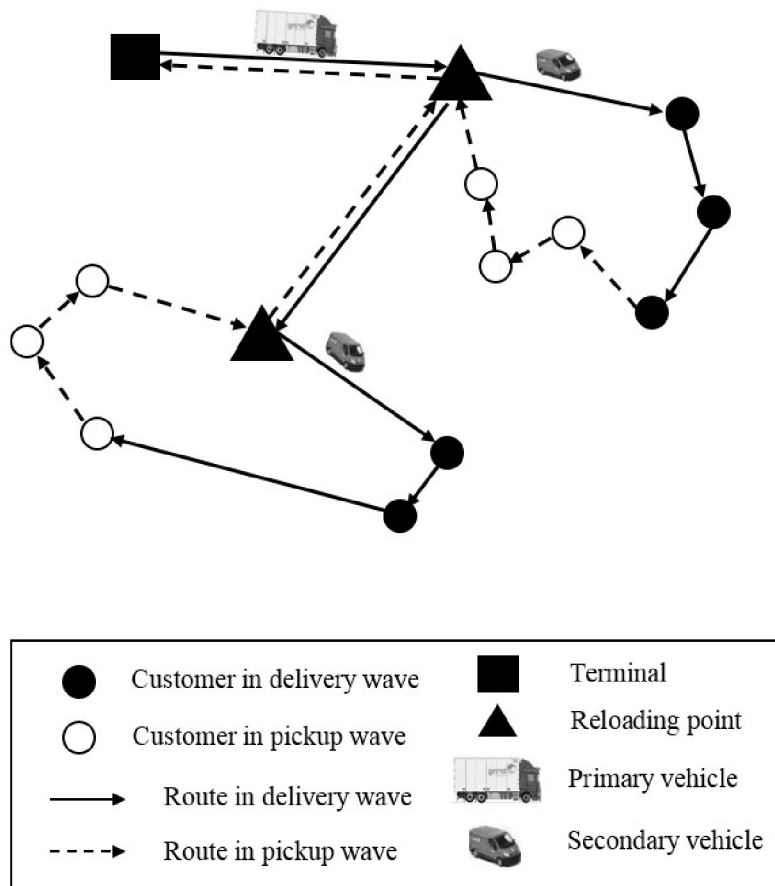 Customer in delivery wave
Terminal
Customer in pickup wave
Reloading point
Route in delivery wave
Primary vehicle
Route in pickup wave
Secondary vehicle